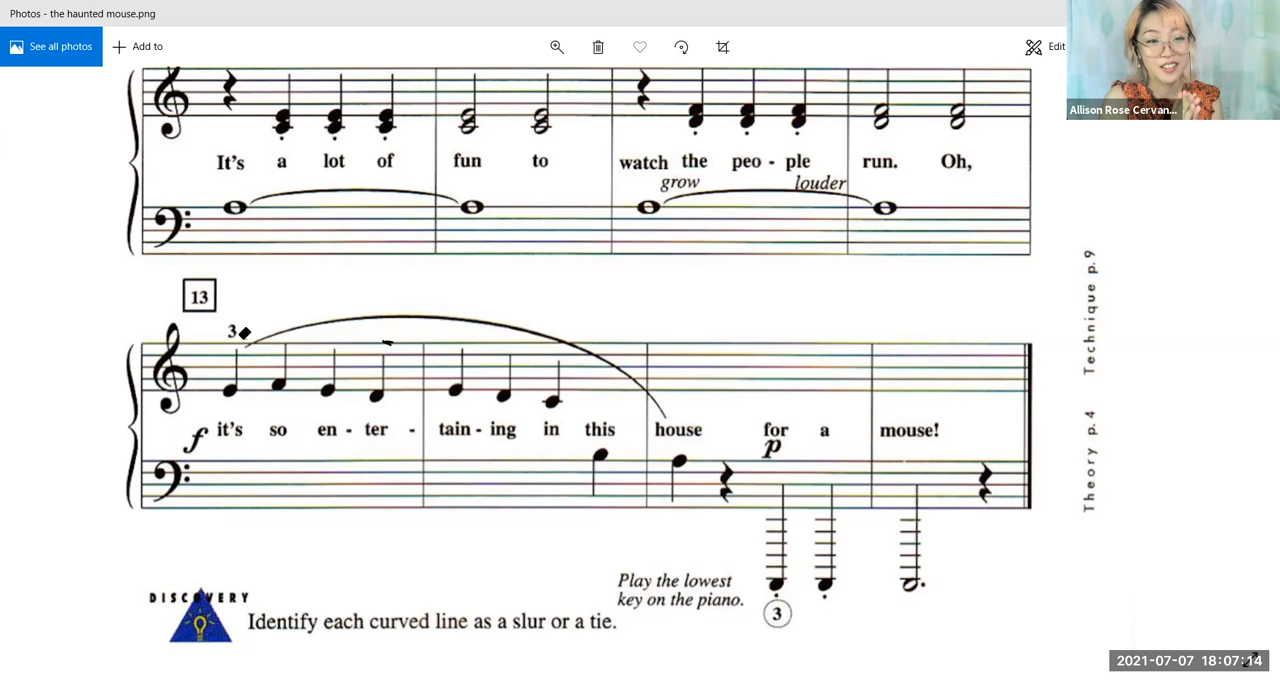 Photos - the haunted mouse.png
See all photos
Add to
Edit
Allison Rose Cervan...
It's a lot of fun to watch the peo - ple run. Oh,
grow louder
13
3
f it's so en - ter - tain - ing in this house for a mouse!
p
Play the lowest
key on the piano.
3
DISCOVERY
Identify each curved line as a slur or a tie.
Theory p.4 Technique p.9
2021-07-07 18:07:14